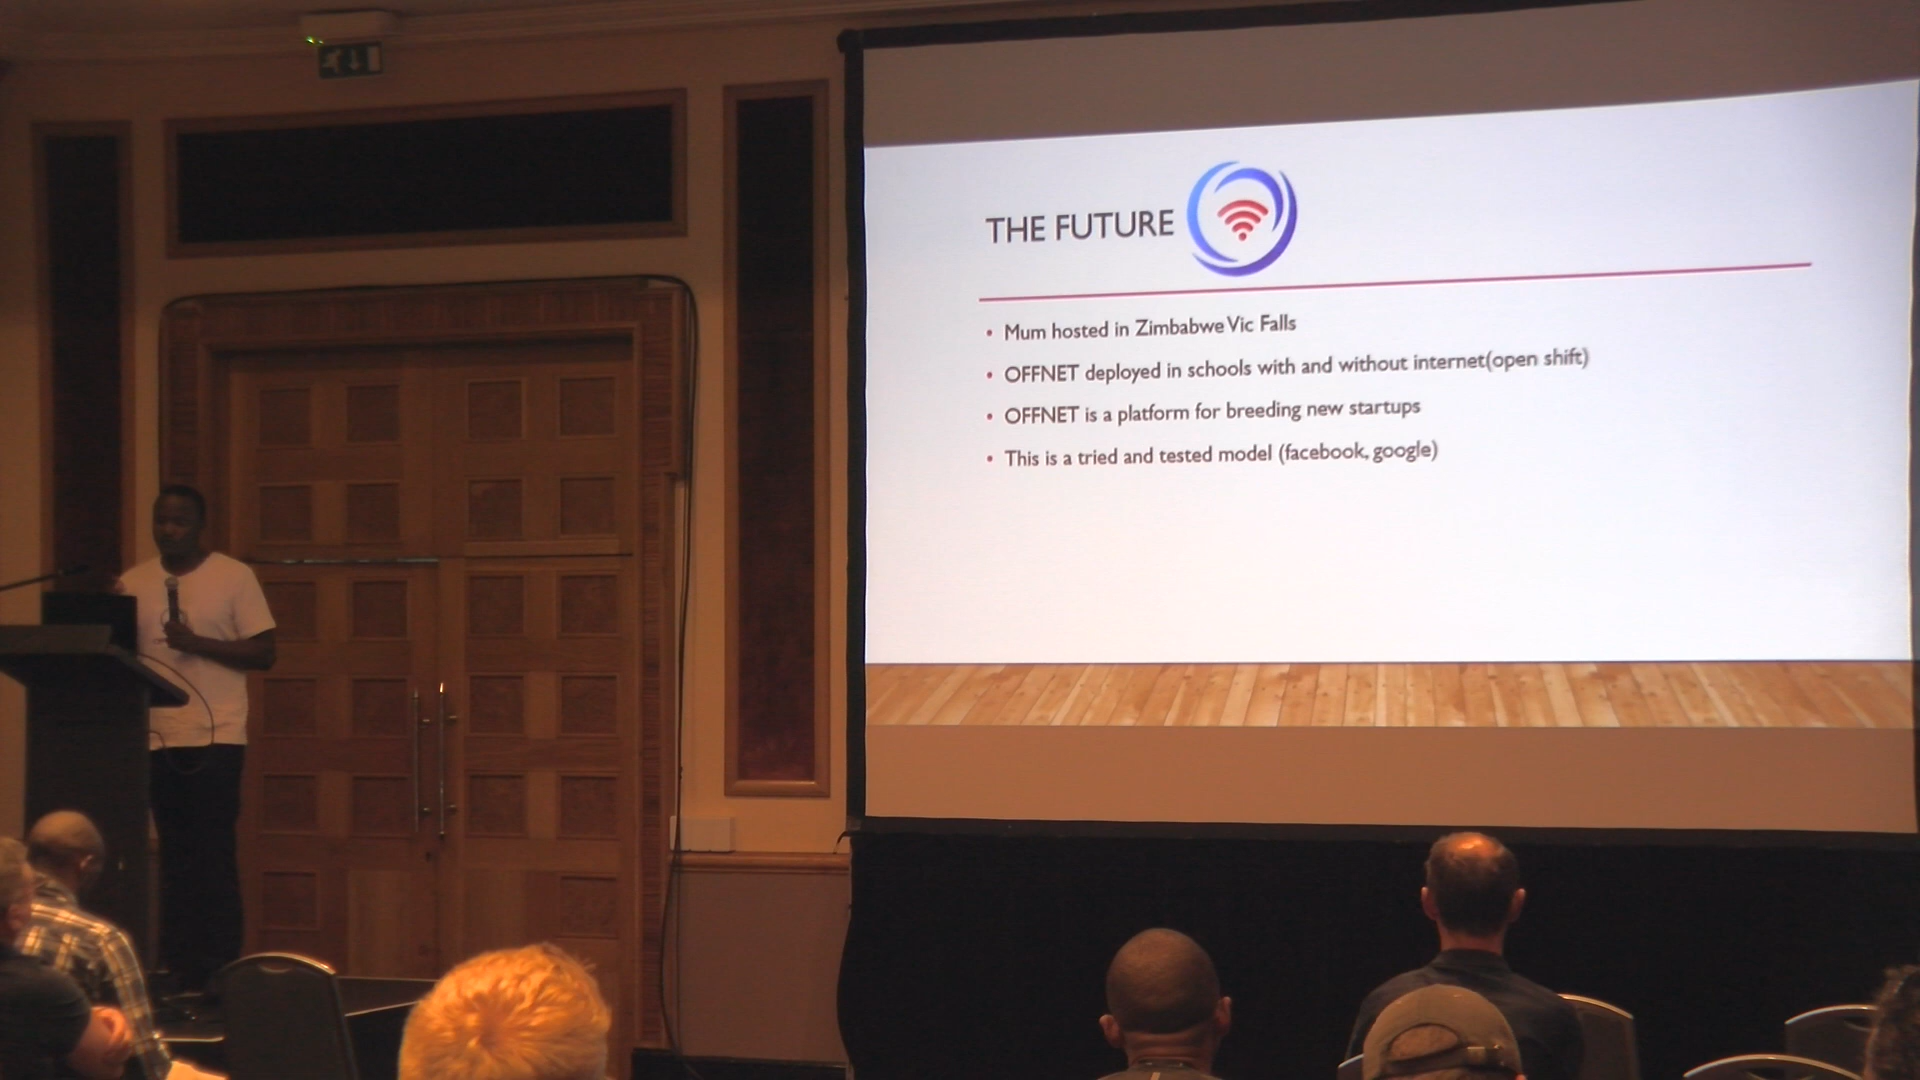 THE FUTURE
• Mum hosted in Zimbabwe Vic Falls
• OFFNET deployed in schools with and without internet(open shift)
• OFFNET is a platform for breeding new startups
• This is a tried and tested model (facebook, google)